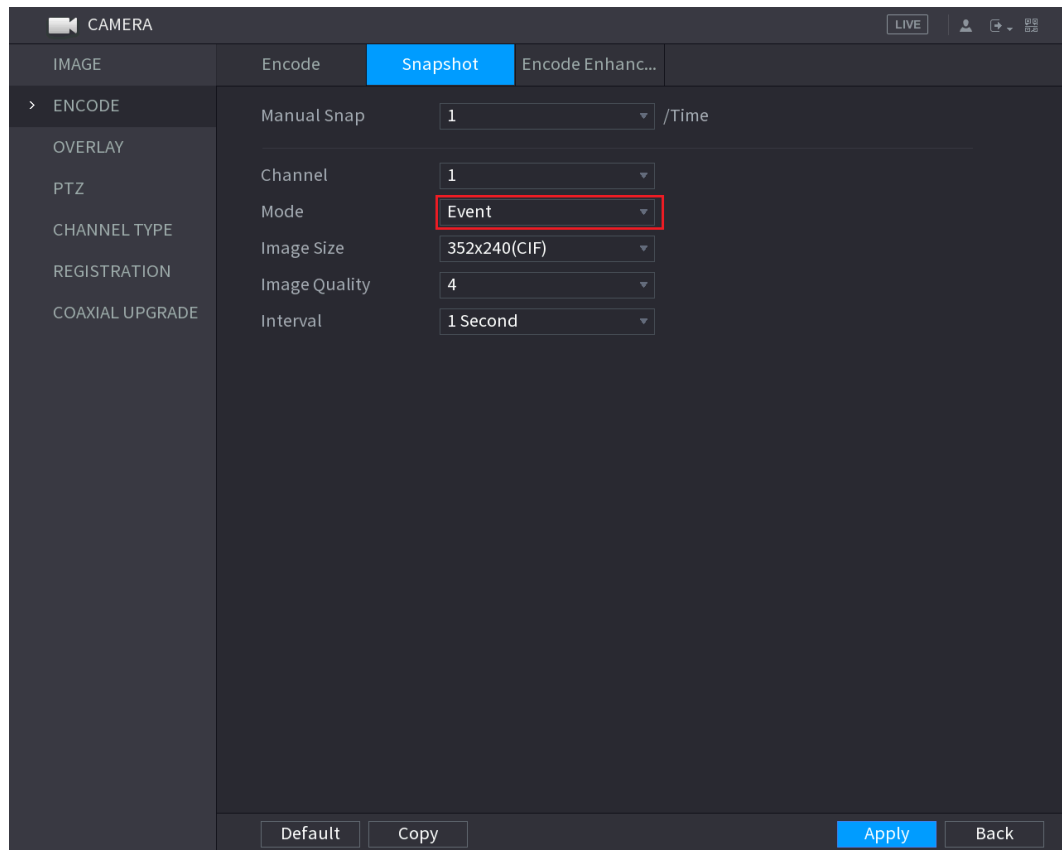 CAMERA
LIVE
IMAGE
ENCODE
OVERLAY
PTZ
CHANNEL TYPE
REGISTRATION
COAXIAL UPGRADE
Encode Snapshot Encode Enhanc...
Manual Snap 1 /Time
Channel 1
Mode Event
Image Size 352x240(CIF)
Image Quality 4
Interval 1 Second
Default Copy Apply Back